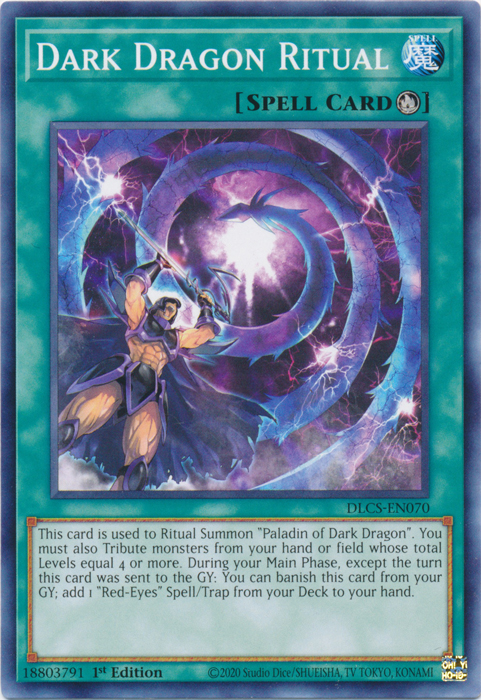 DARK DRAGON RITUAL
SPELL
魔
[SPELL CARD]
DLCS-EN070
This card is used to Ritual Summon "Paladin of Dark Dragon". You
must also Tribute monsters from your hand or field whose total
Levels equal 4 or more. During your Main Phase, except the turn
this card was sent to the GY: You can banish this card from your
GY; add 1 "Red-Eyes" Spell/Trap from your Deck to your hand.
18803791 1st Edition ©2020 Studio Dice/SHUEISHA, TV TOKYO, KONAMI